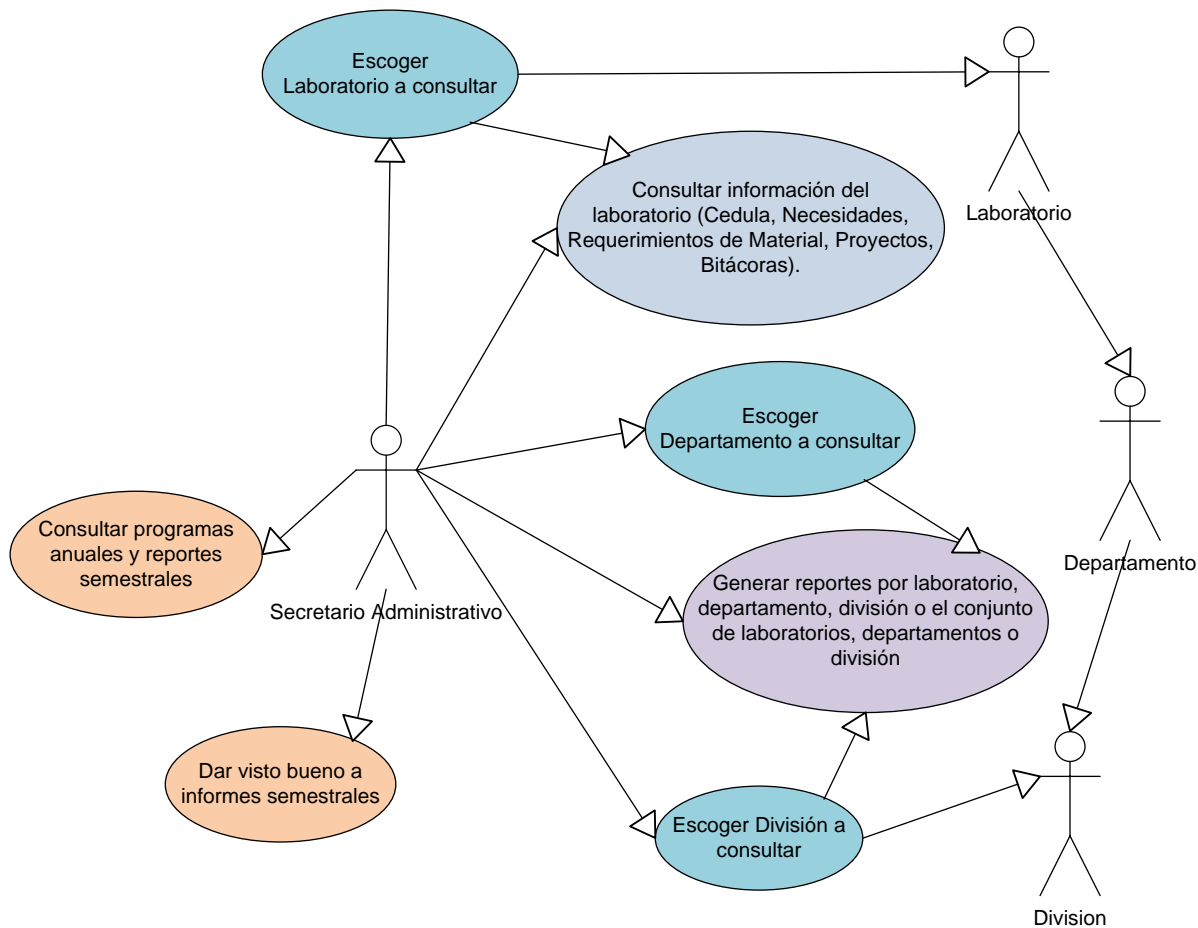 Escoger
Laboratorio a consultar
Consultar información del
laboratorio (Cedula, Necesidades,
Requerimientos de Material, Proyectos,
Bitácoras).
Laboratorio
Escoger
Departamento a consultar
Consultar programas
anuales y reportes
semestrales
Secretario Administrativo
Generar reportes por laboratorio,
departamento, división o el conjunto
de laboratorios, departamentos o
división
Departamento
Dar visto bueno a
informes semestrales
Escoger División a
consultar
Division